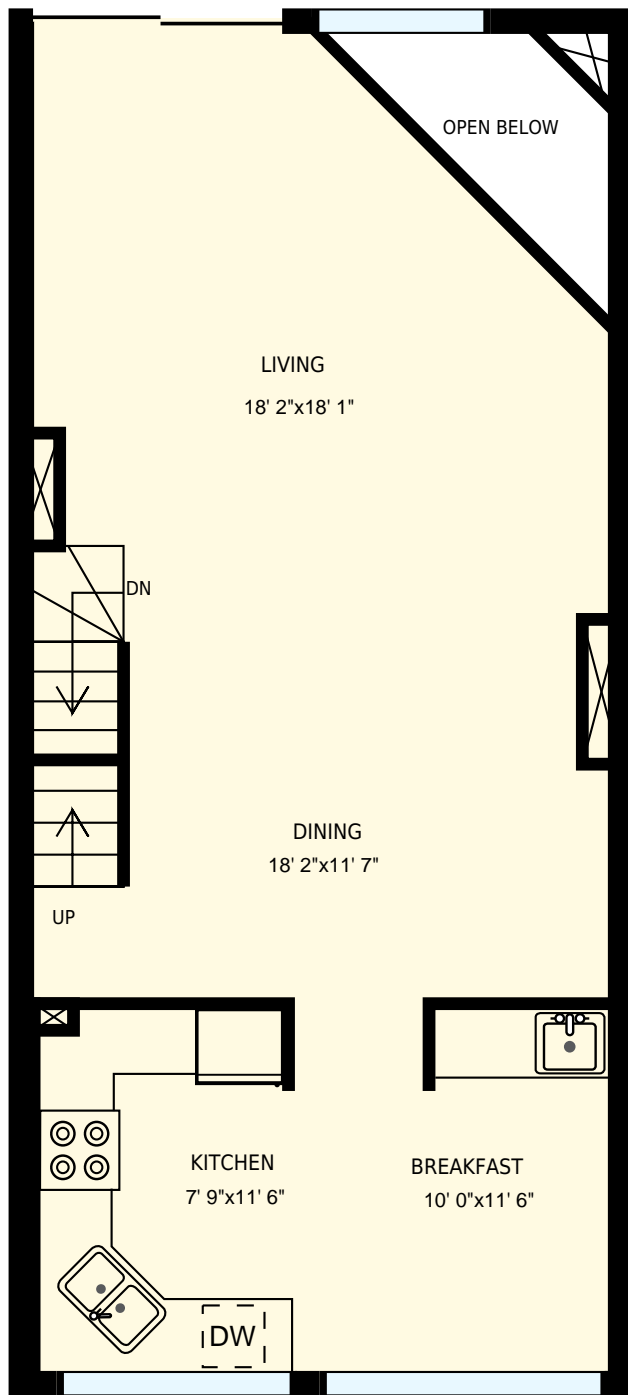 OPEN BELOW
LIVING
18' 2"x18' 1"
DN
DINING
18' 2"x11' 7"
UP
KITCHEN
7' 9"x11' 6"
BREAKFAST
10' 0"x11' 6"
DW